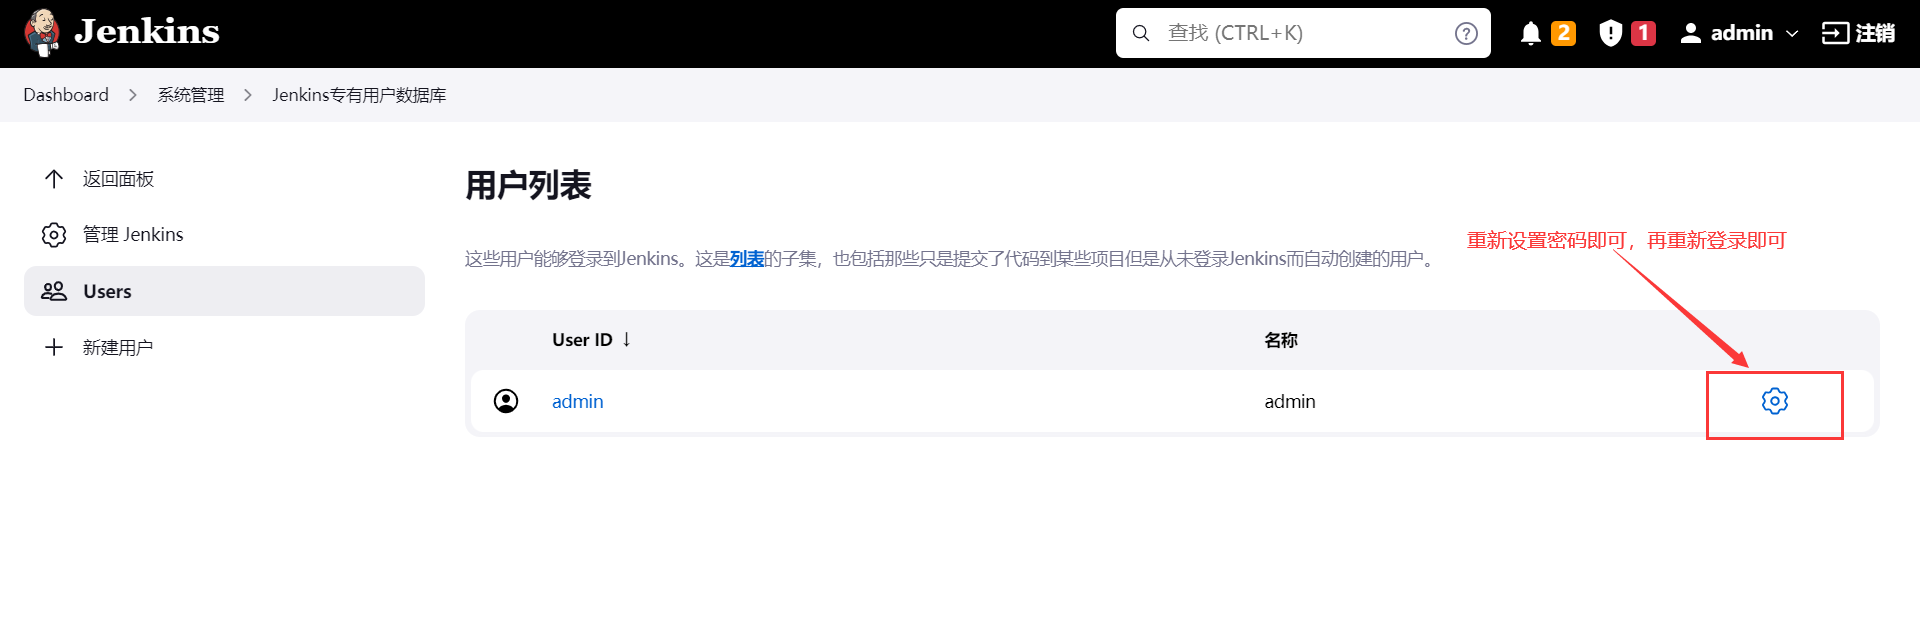 Jenkins
查找 (CTRL+K)
2
1
admin
注销
Dashboard
系统管理
Jenkins专有用户数据库
返回面板
管理 Jenkins
Users
新建用户
用户列表
重新设置密码即可，再重新登录即可
这些用户能够登录到Jenkins。这是列表的子集，也包括那些只是提交了代码到某些项目但是从未登录Jenkins而自动创建的用户。
User ID ↓ 名称
admin admin